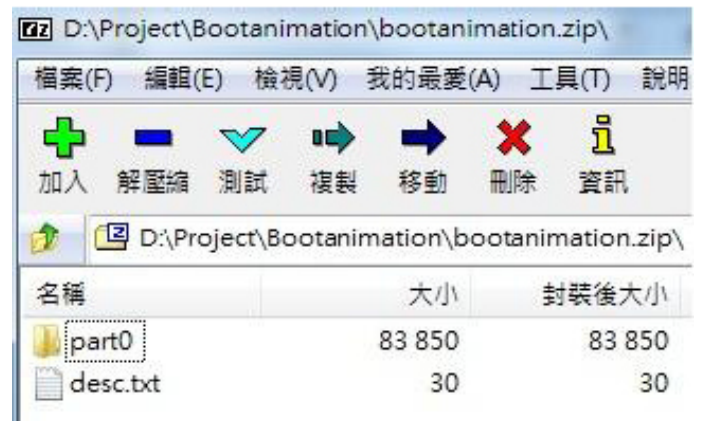 D:\Project\Bootanimation\bootanimation.zip\
檔案(F) 編輯(E) 檢視(V) 我的最愛(A) 工具(T) 說明
加入 解壓縮 測試 複製 移動 刪除 資訊
D:\Project\Bootanimation\bootanimation.zip\
名稱 大小 封裝後大小
part0 83 850 83 850
desc.txt 30 30